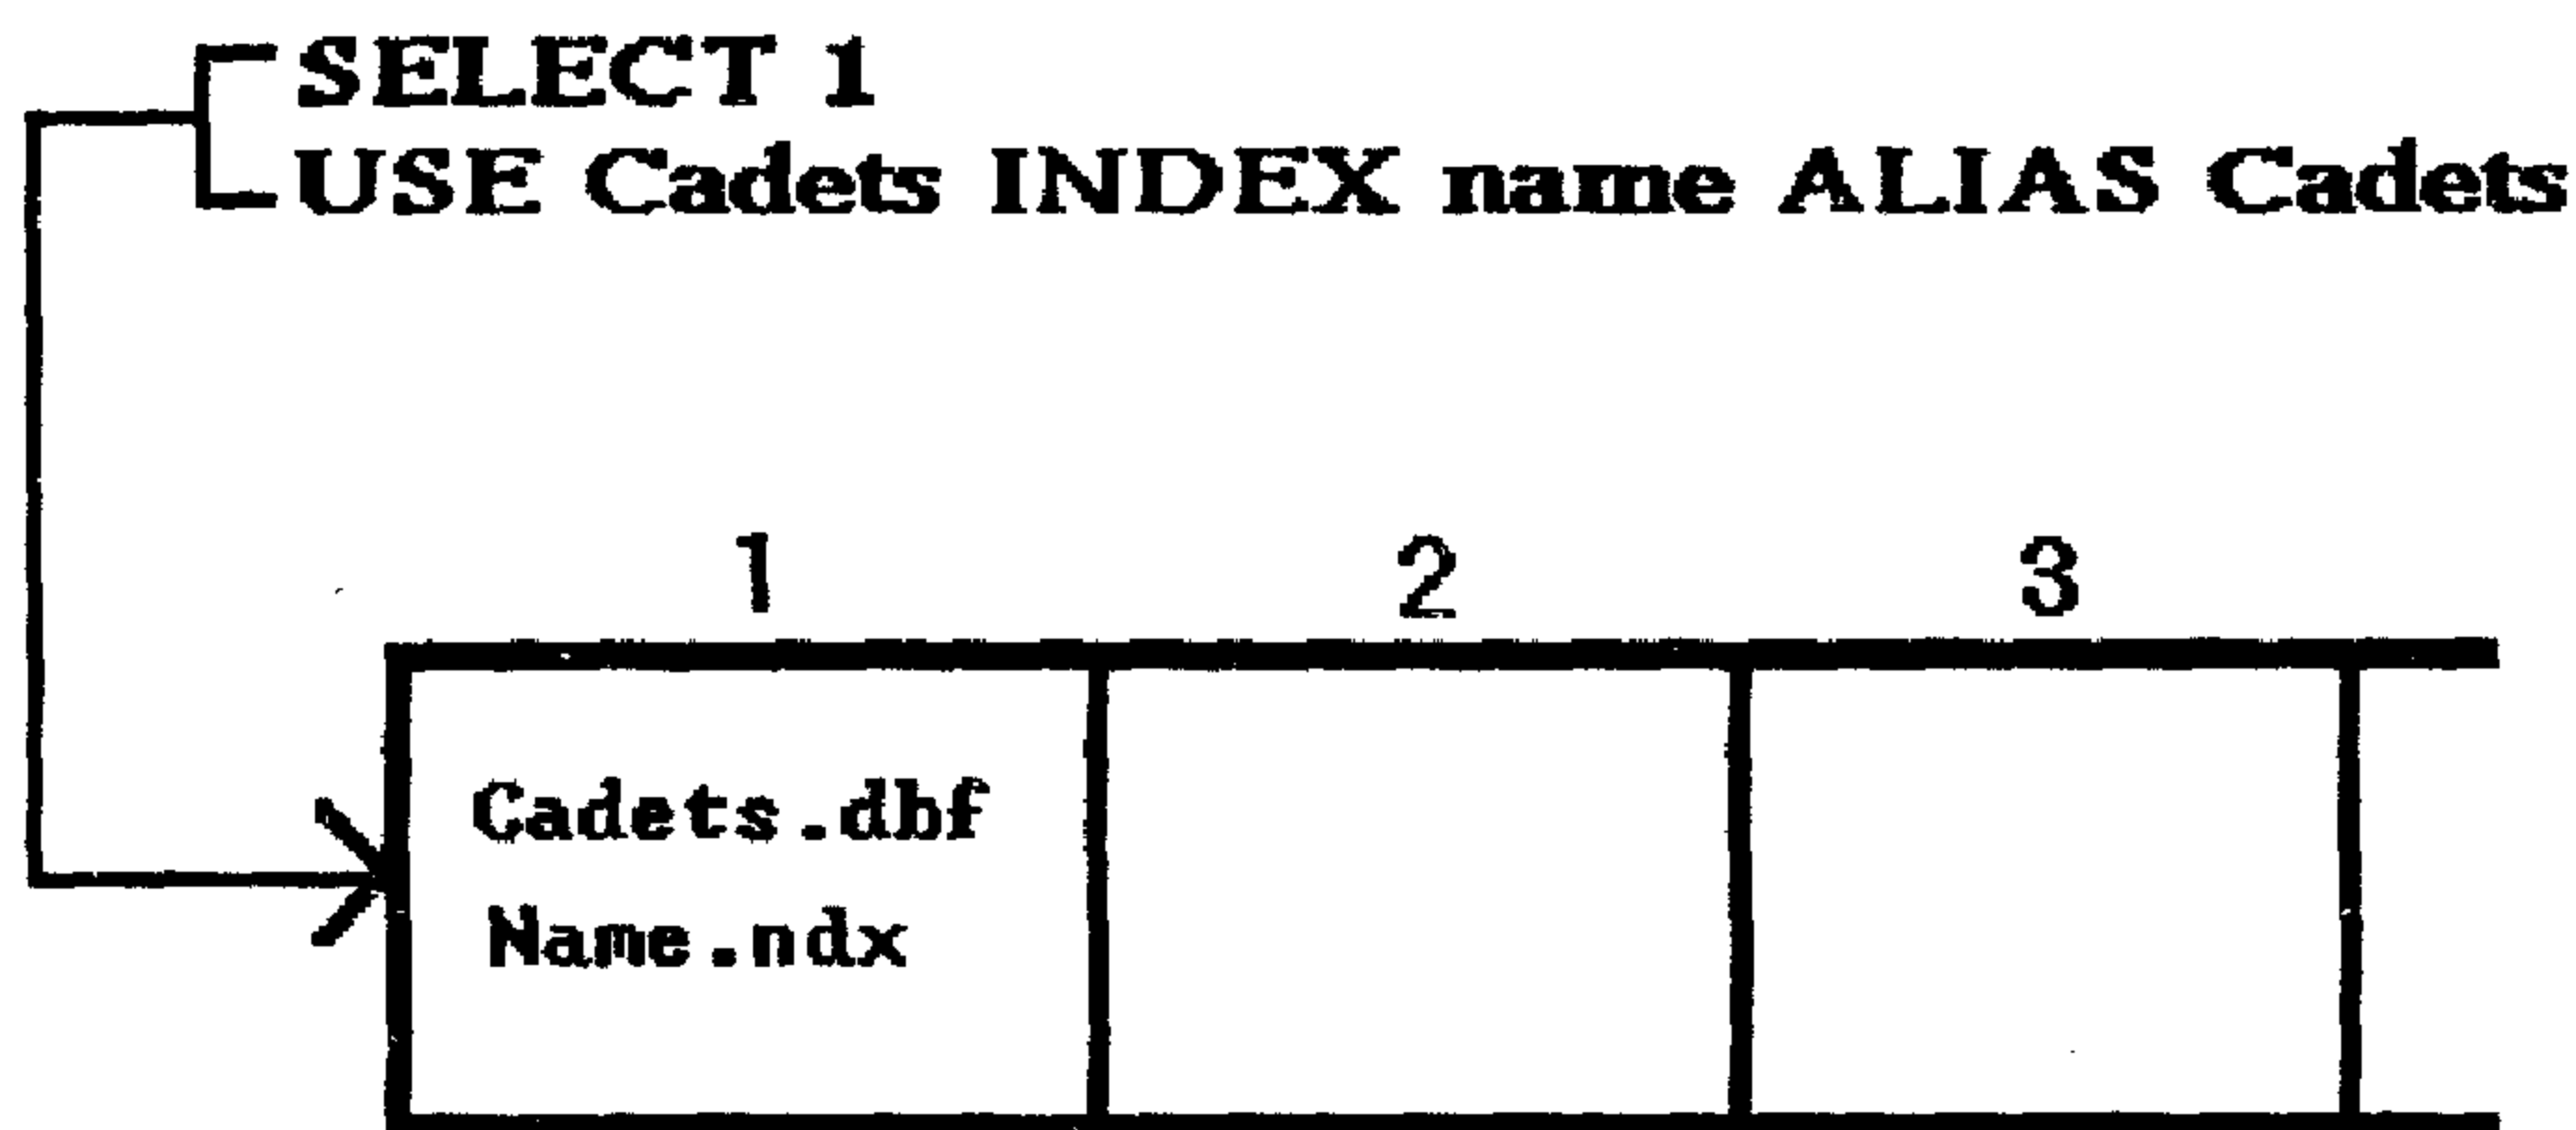 SELECT 1
USE Cadets INDEX name ALIAS Cadets
1 2 3
Cadets.dbf
Name.ndx